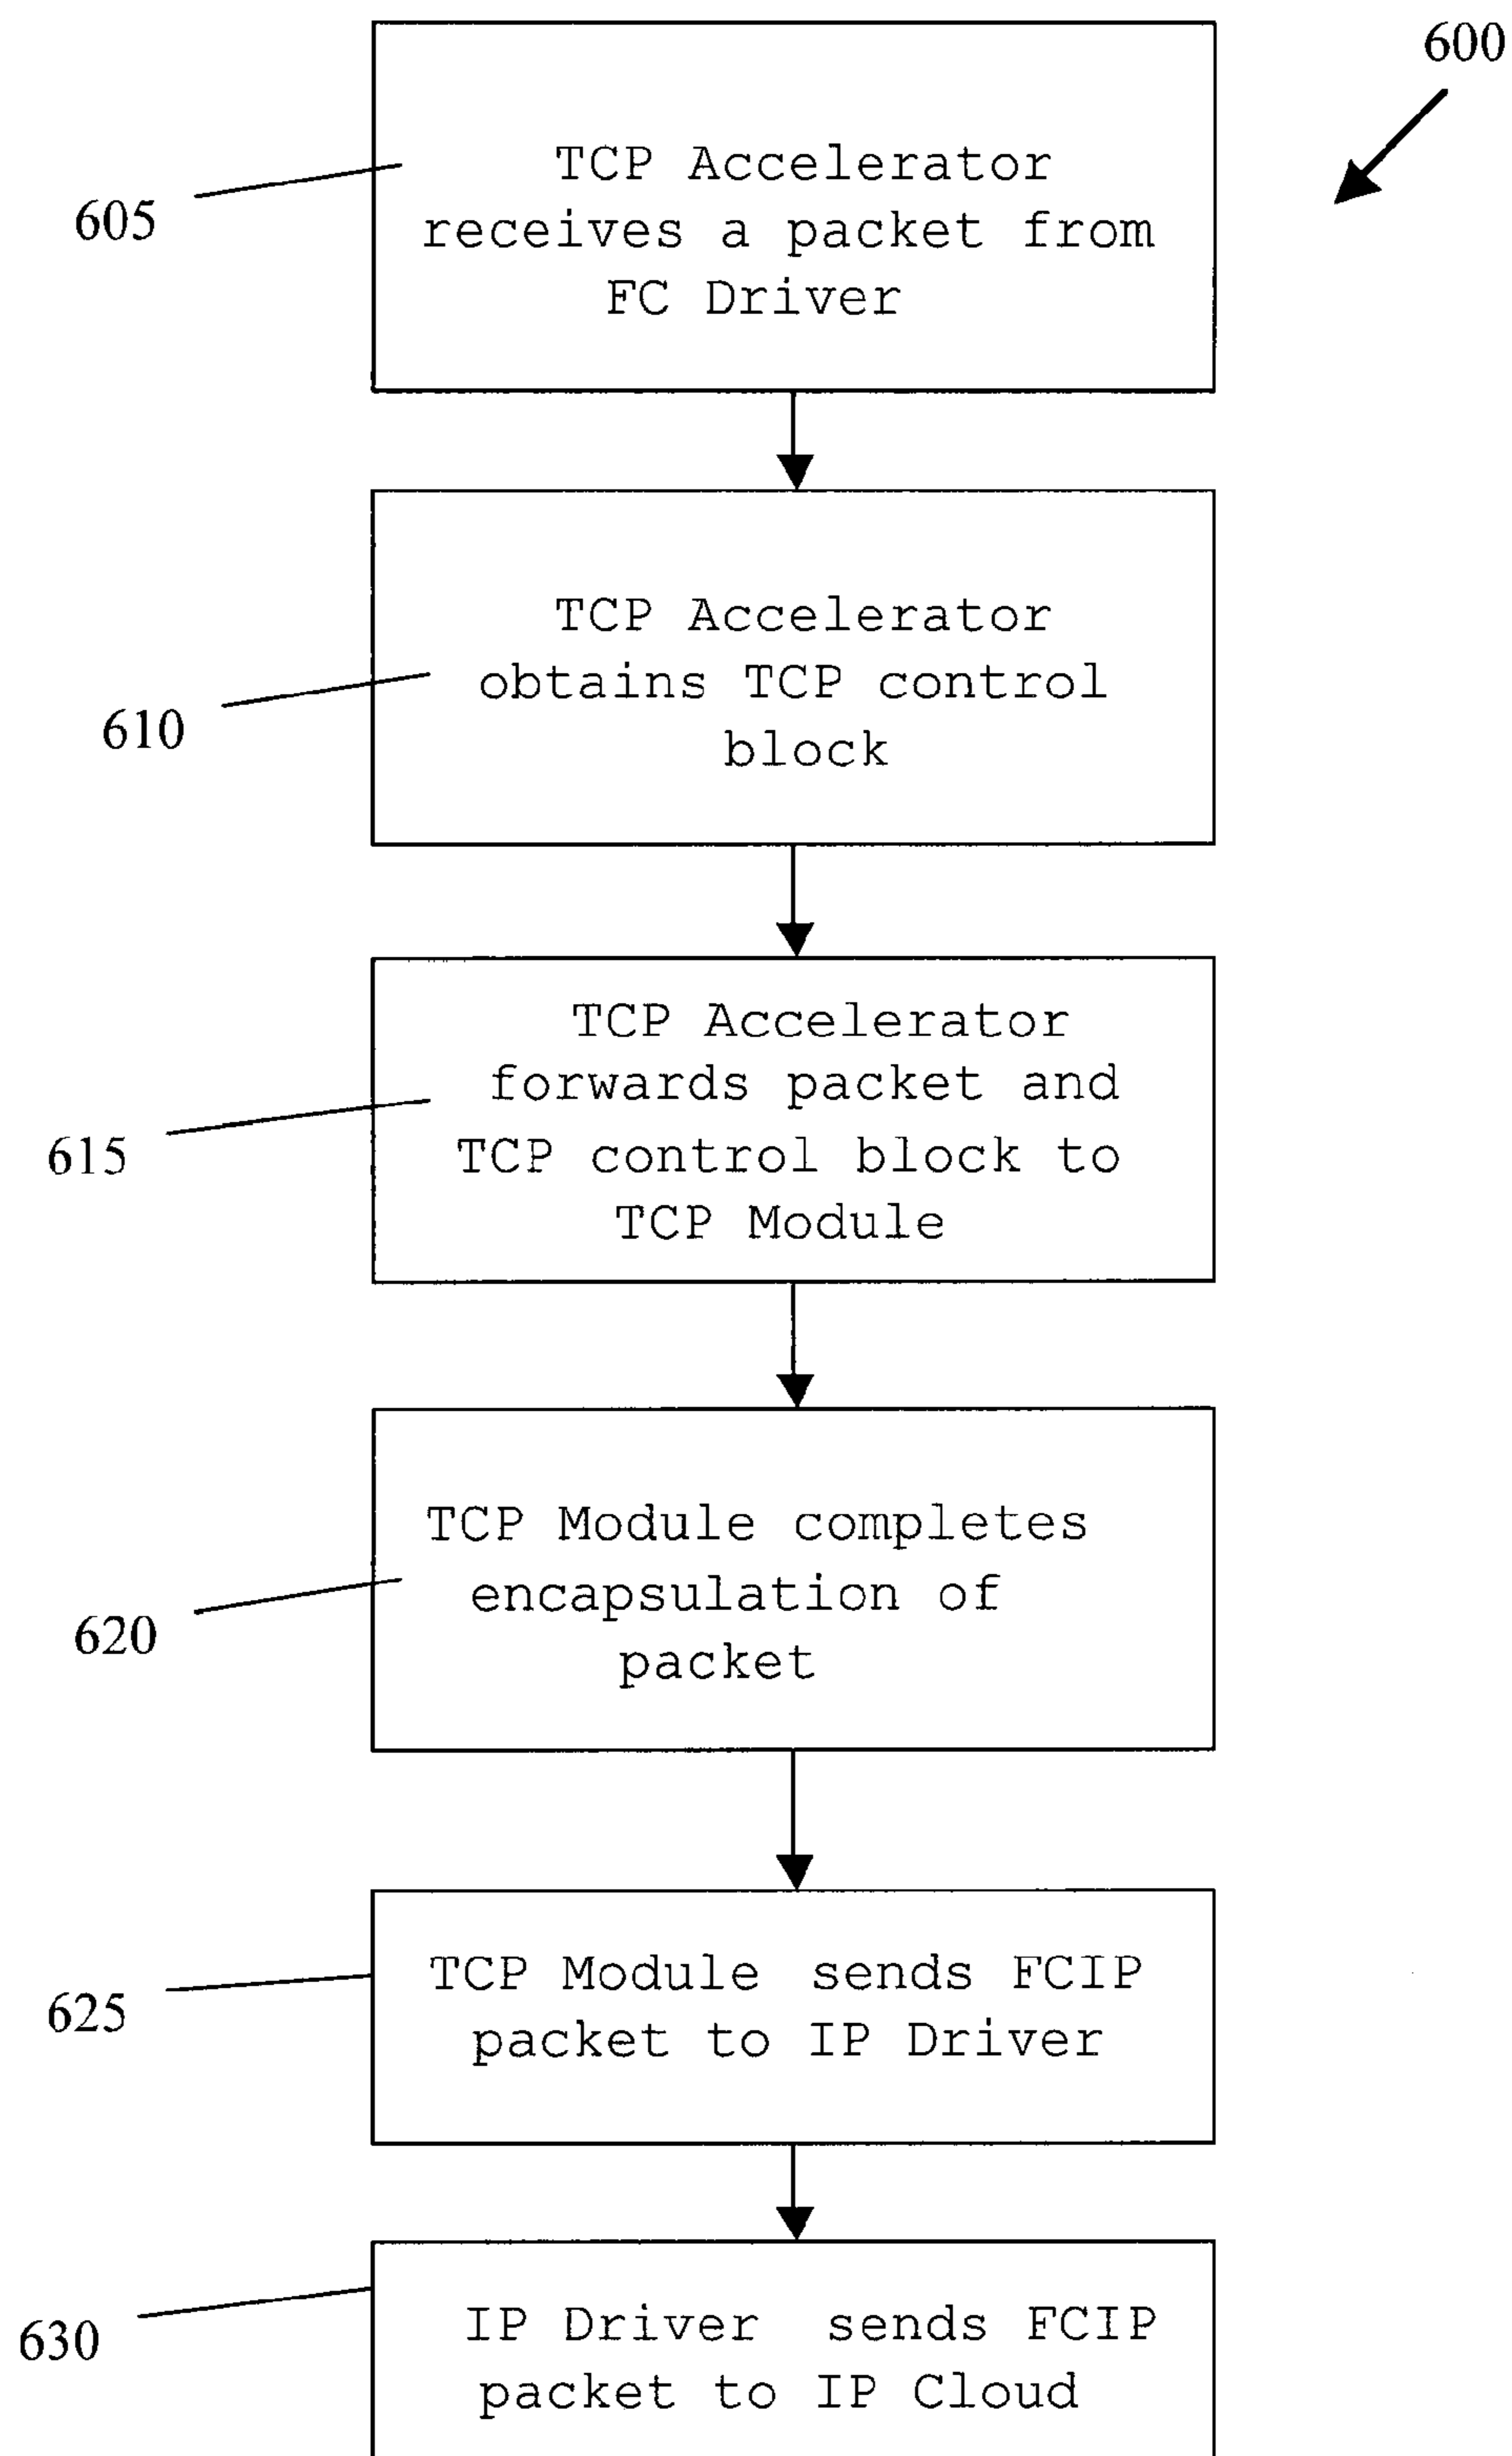 600
605
TCP Accelerator
receives a packet from
FC Driver
610
TCP Accelerator
obtains TCP control
block
615
TCP Accelerator
forwards packet and
TCP control block to
TCP Module
620
TCP Module completes
encapsulation of
packet
625
TCP Module sends FCIP
packet to IP Driver
630
IP Driver sends FCIP
packet to IP Cloud